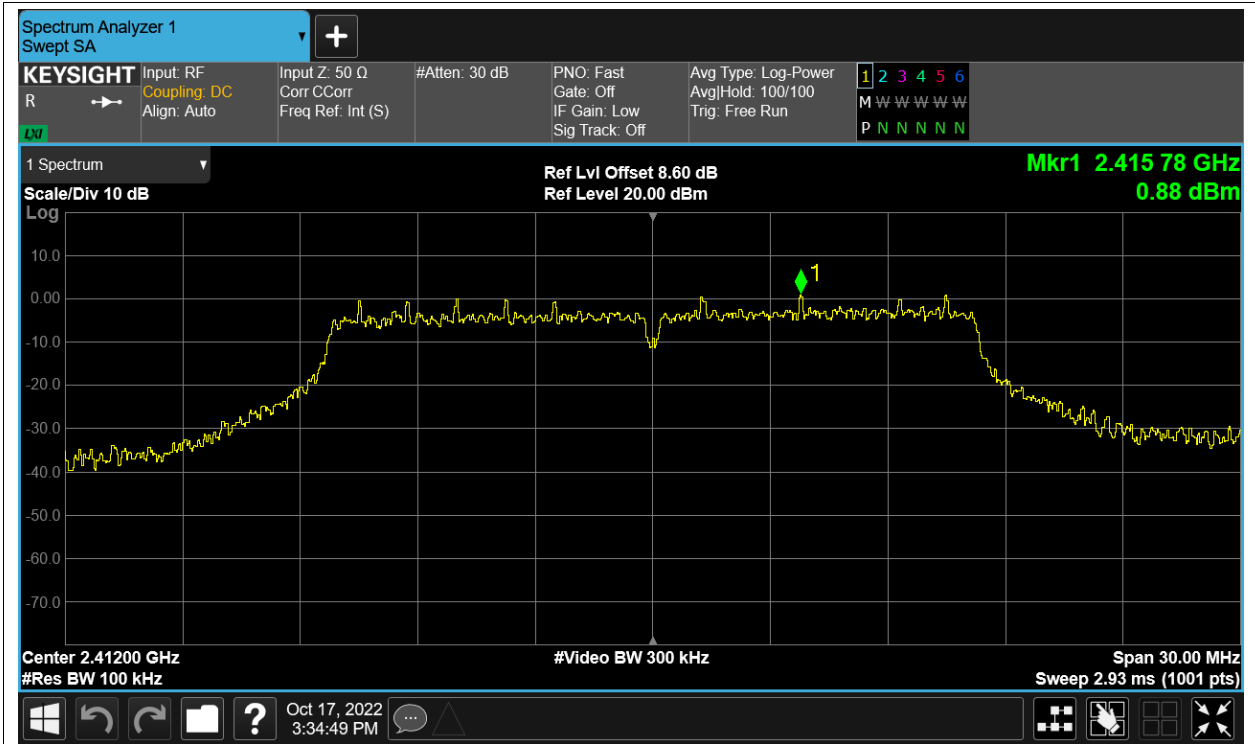 Spectrum Analyzer 1
Swept SA
KEYSIGHT
R
LXI
Input: RF
Coupling: DC
Align: Auto
Input Z: 50 Ω
Corr CCorr
Freq Ref: Int (S)
#Atten: 30 dB
PNO: Fast
Gate: Off
IF Gain: Low
Sig Track: Off
Avg Type: Log-Power
Avg|Hold: 100/100
Trig: Free Run
1 2 3 4 5 6
M W W W W W
P N N N N N
1 Spectrum
Scale/Div 10 dB
Log
Ref Lvl Offset 8.60 dB
Ref Level 20.00 dBm
Mkr1 2.415 78 GHz
0.88 dBm
10.0
0.00
-10.0
-20.0
-30.0
-40.0
-50.0
-60.0
-70.0
1
Center 2.41200 GHz
#Res BW 100 kHz
#Video BW 300 kHz
Span 30.00 MHz
Sweep 2.93 ms (1001 pts)
?
Oct 17, 2022
3:34:49 PM